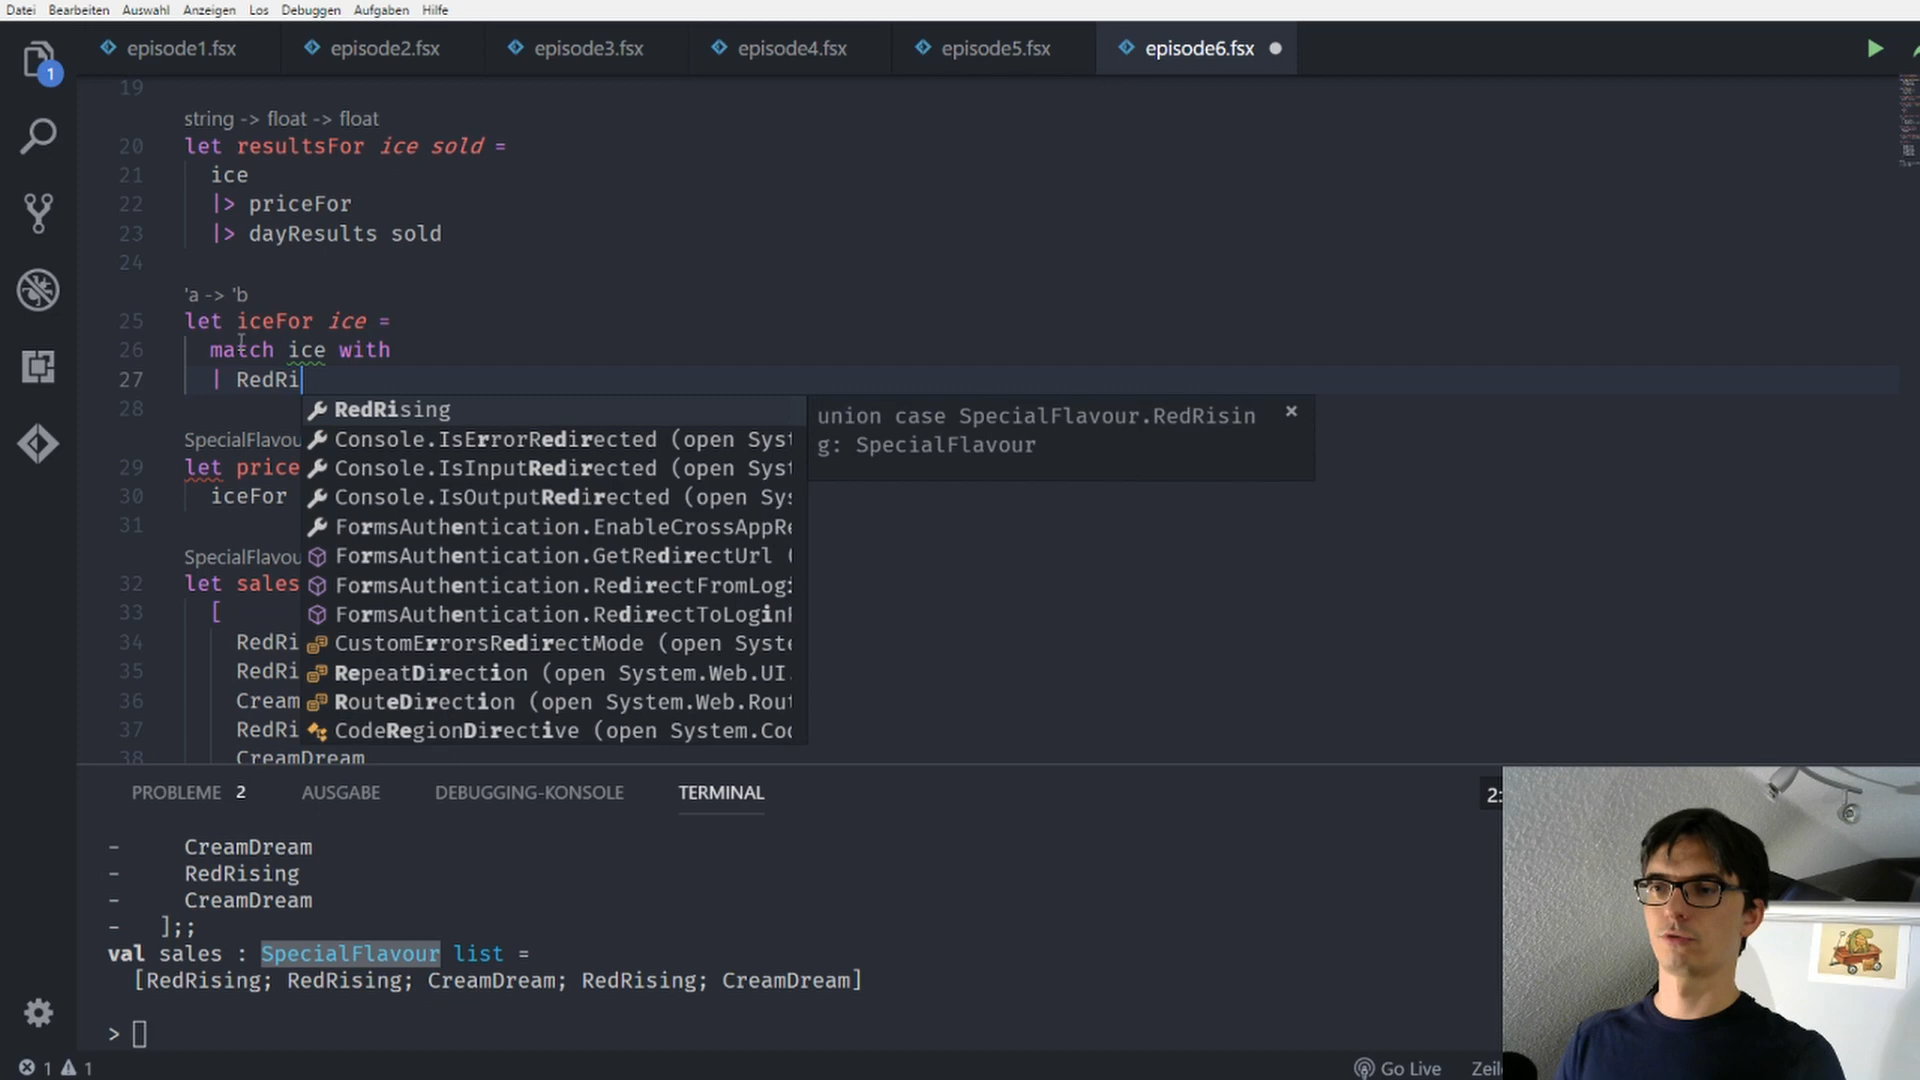 Datei Bearbeiten Auswahl Anzeigen Los Debuggen Aufgaben Hilfe
episode1.fsx episode2.fsx episode3.fsx episode4.fsx episode5.fsx episode6.fsx
1
19
string -> float -> float
20 let resultsFor ice sold =
21 ice
22 |> priceFor
23 |> dayResults sold
24
'a -> 'b
25 let iceFor ice =
26 match ice with
27 | RedRi
28
RedRising
Console.IsErrorRedirected (open Syst
Console.IsInputRedirected (open Syst
Console.IsOutputRedirected (open Sys
FormsAuthentication.EnableCrossAppRe
FormsAuthentication.GetRedirectUrl (
FormsAuthentication.RedirectFromLogi
FormsAuthentication.RedirectToLoginP
CustomErrorsRedirectMode (open Syste
RepeatDirection (open System.Web.UI.
RouteDirection (open System.Web.Rout
CodeRegionDirective (open System.Cod
union case SpecialFlavour.RedRisin
g: SpecialFlavour
SpecialFlavou
29 let price
30 iceFor
31
SpecialFlavou
32 let sales
33 [
34 RedRi
35 RedRi
36 Cream
37 RedRi
38 CreamDream
PROBLEME 2 AUSGABE DEBUGGING-KONSOLE TERMINAL 2:
- CreamDream
- RedRising
- CreamDream
- ];;
val sales : SpecialFlavour list =
[RedRising; RedRising; CreamDream; RedRising; CreamDream]
>
1 1 Go Live Zeil